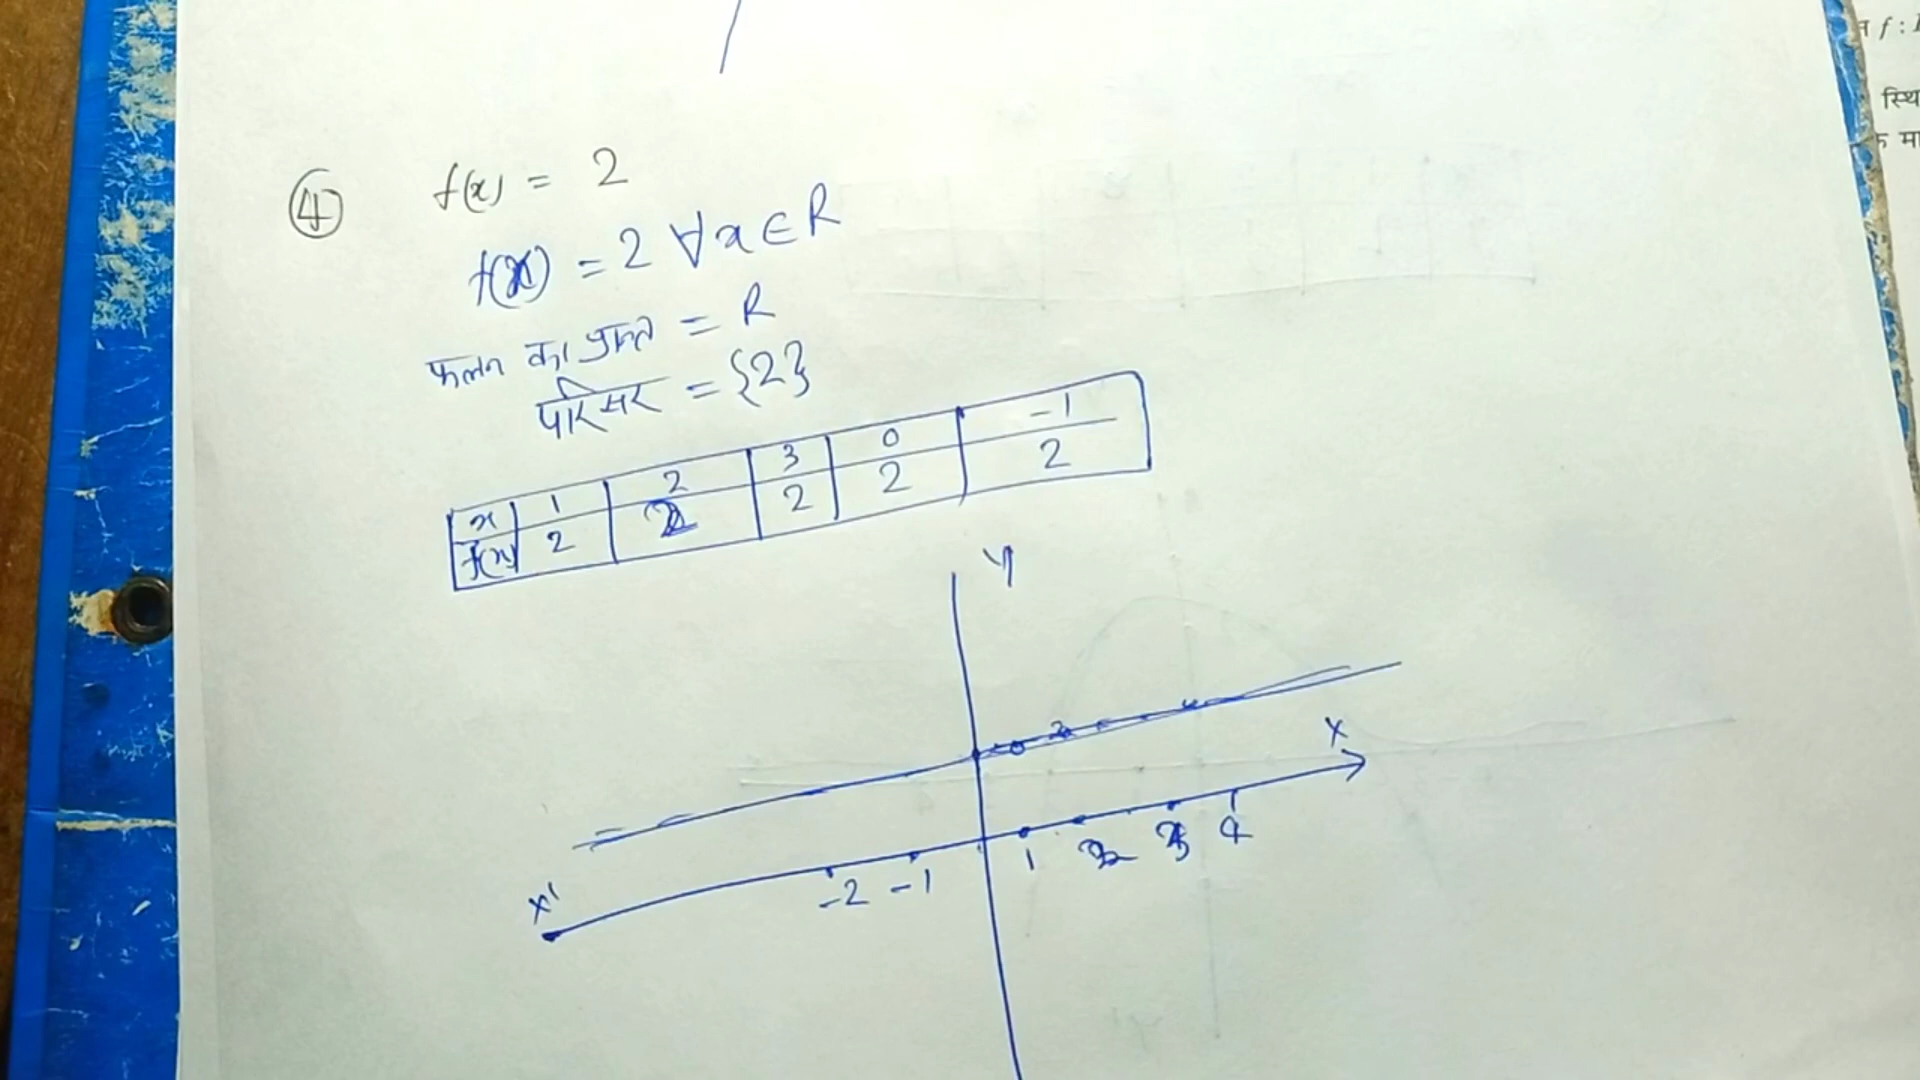 ④ f(x) = 2
f(x) = 2 ∀ x ∈ R
फलन का प्रान्त = R
परिसर = {2}
x 1 2 3 0 -1
f(x) 2 2 2 2 2
y
x
x'
-2 -1 1 2 3 4
न f :
स्थि
के मा